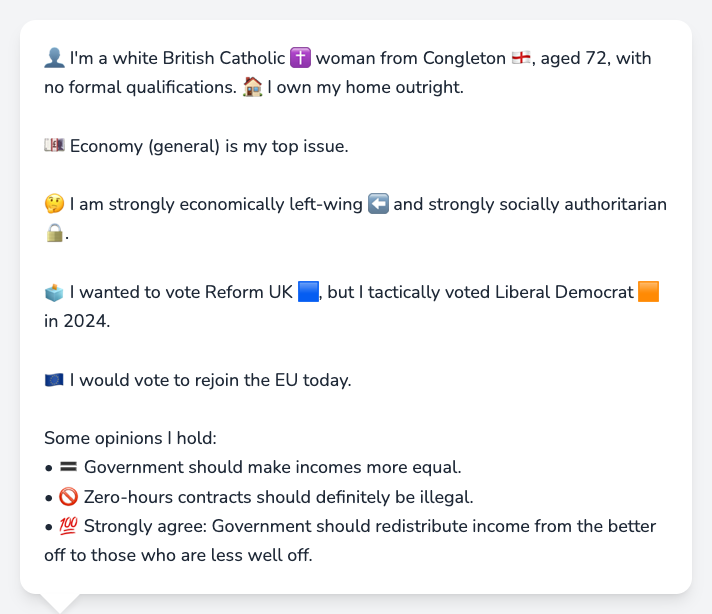 👤 I'm a white British Catholic ✝️ woman from Congleton 🏴󠁧󠁢󠁥󠁮󠁧󠁿, aged 72, with
no formal qualifications. 🏠 I own my home outright.
💷 Economy (general) is my top issue.
🤔 I am strongly economically left-wing ⬅️ and strongly socially authoritarian
🔒.
🗳️ I wanted to vote Reform UK 🟦, but I tactically voted Liberal Democrat 🟧
in 2024.
🇪🇺 I would vote to rejoin the EU today.
Some opinions I hold:
• 🟰 Government should make incomes more equal.
• 🚫 Zero-hours contracts should definitely be illegal.
• 💯 Strongly agree: Government should redistribute income from the better
off to those who are less well off.